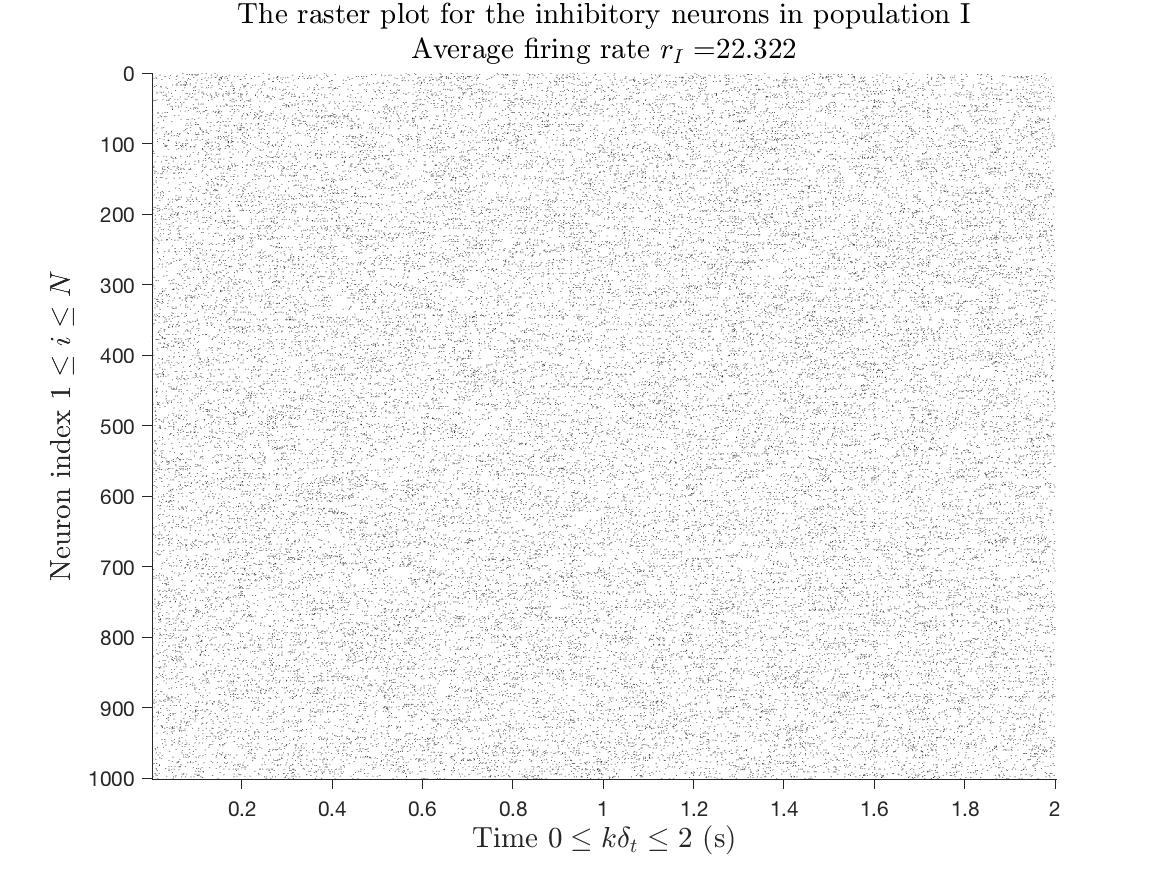 The raster plot for the inhibitory neurons in population I
Average firing rate r_I =22.322
0
100
200
300
400
500
600
700
800
900
1000
Neuron index 1 ≤ i ≤ N
0.2 0.4 0.6 0.8 1 1.2 1.4 1.6 1.8 2
Time 0 ≤ kδ_t ≤ 2 (s)